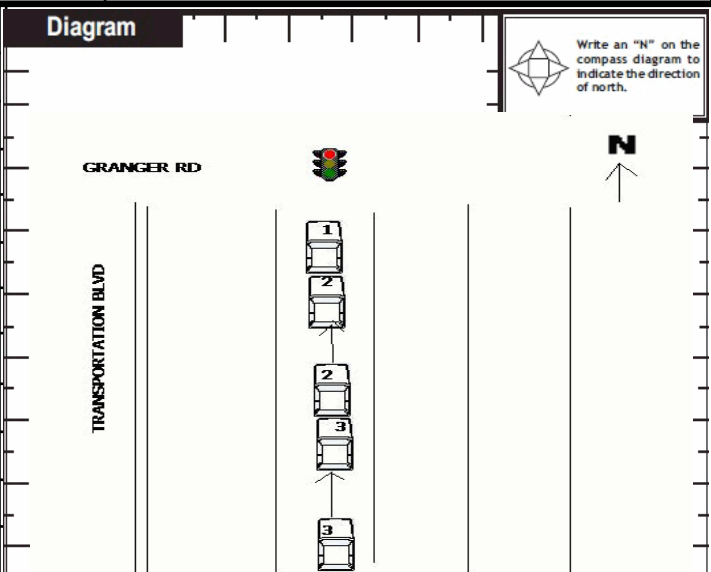 Diagram
Write an “N” on the
compass diagram to
indicate the direction
of north.
N
GRANGER RD
1
2
TRANSPORTATION BLVD
2
3
3